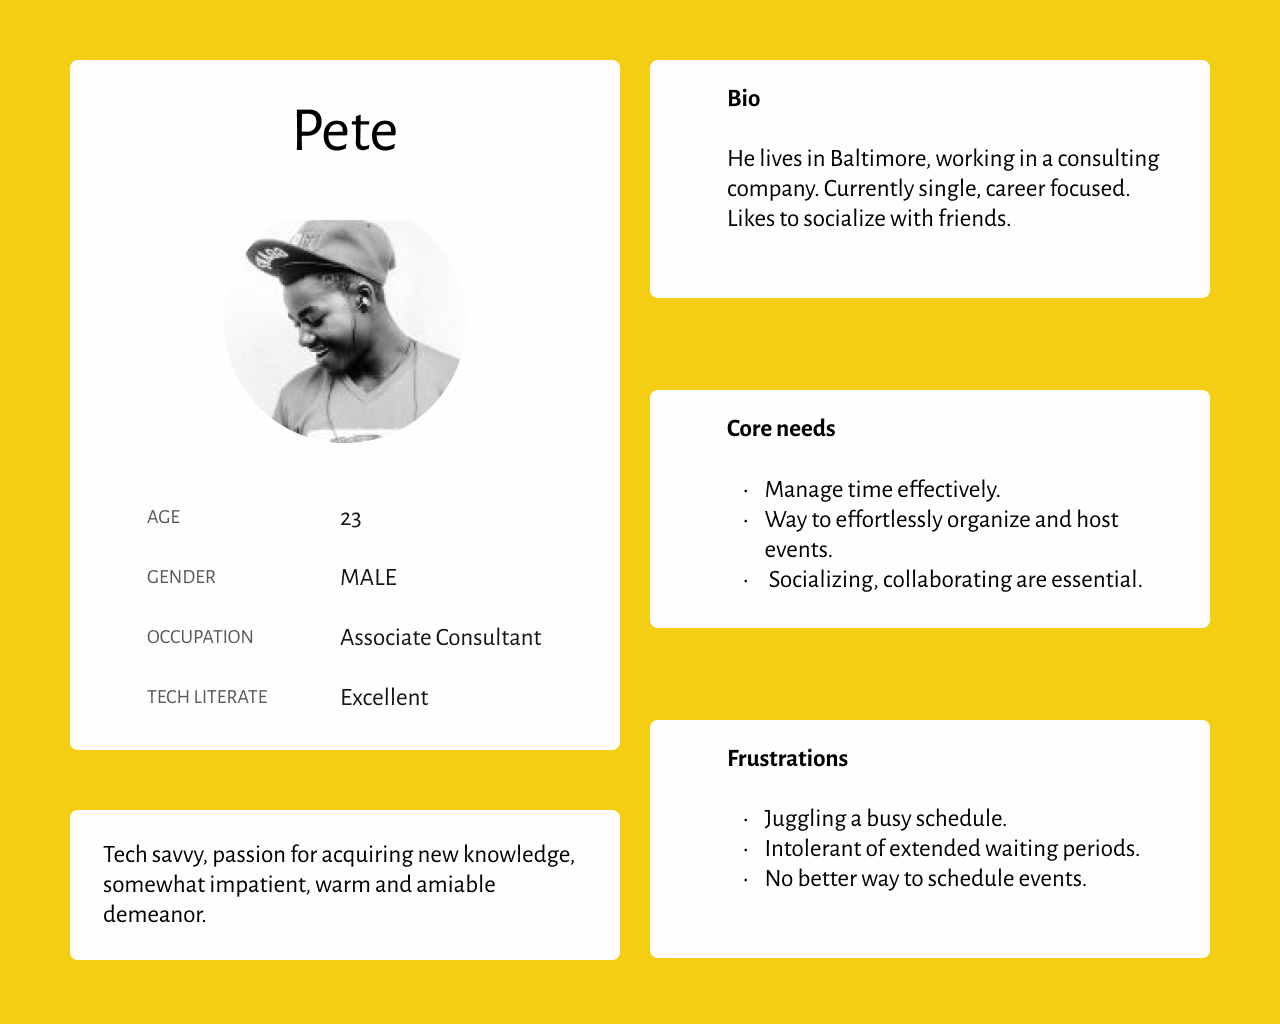 Pete
AGE 23
GENDER MALE
OCCUPATION Associate Consultant
TECH LITERATE Excellent
Tech savvy, passion for acquiring new knowledge,
somewhat impatient, warm and amiable
demeanor.
Bio
He lives in Baltimore, working in a consulting
company. Currently single, career focused.
Likes to socialize with friends.
Core needs
· Manage time effectively.
· Way to effortlessly organize and host
events.
· Socializing, collaborating are essential.
Frustrations
· Juggling a busy schedule.
· Intolerant of extended waiting periods.
· No better way to schedule events.